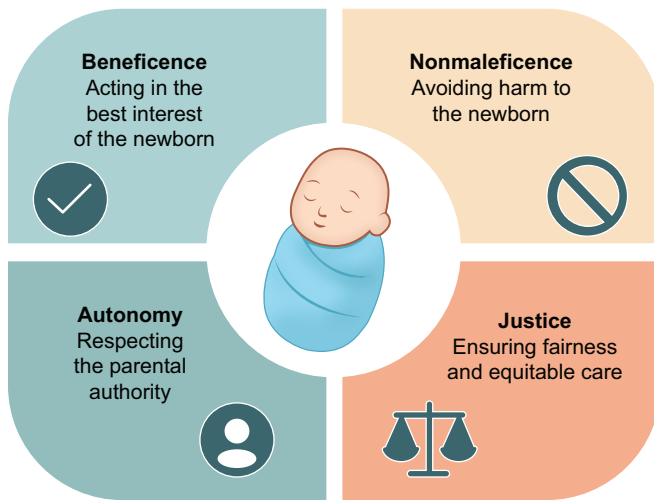 Beneficence
Acting in the
best interest
of the newborn
Nonmaleficence
Avoiding harm to
the newborn
Autonomy
Respecting
the parental
authority
Justice
Ensuring fairness
and equitable care